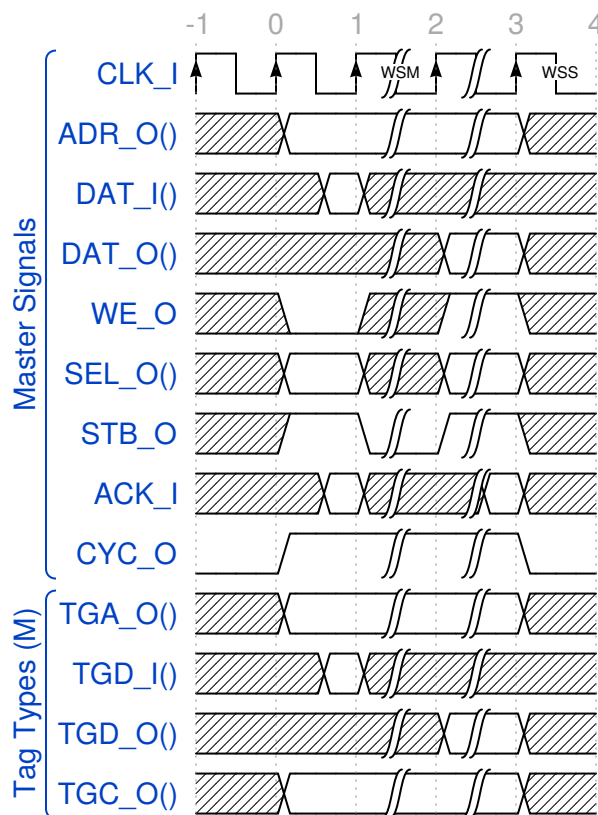 -1 0 1 2 3 4
Master Signals
CLK_I
WSM
WSS
ADR_O()
DAT_I()
DAT_O()
WE_O
SEL_O()
STB_O
ACK_I
CYC_O
Tag Types (M)
TGA_O()
TGD_I()
TGD_O()
TGC_O()